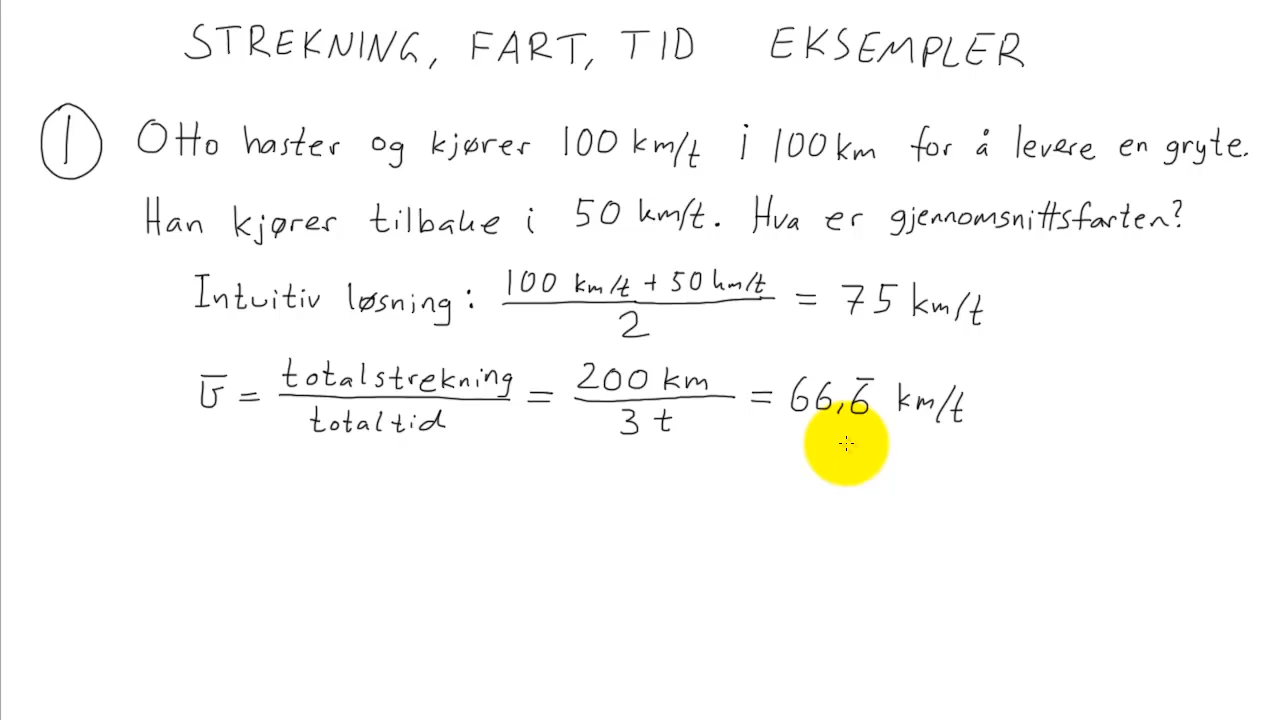 STREKNING, FART, TID EKSEMPLER
1 Otto haster og kjører 100 km/t i 100 km for å levere en gryte.
Han kjører tilbake i 50 km/t. Hva er gjennomsnittsfarten?
Intuitiv løsning: (100 km/t + 50 km/t)/2 = 75 km/t
v̅ = totalstrekning/totaltid = 200 km/3 t = 66,6̅ km/t